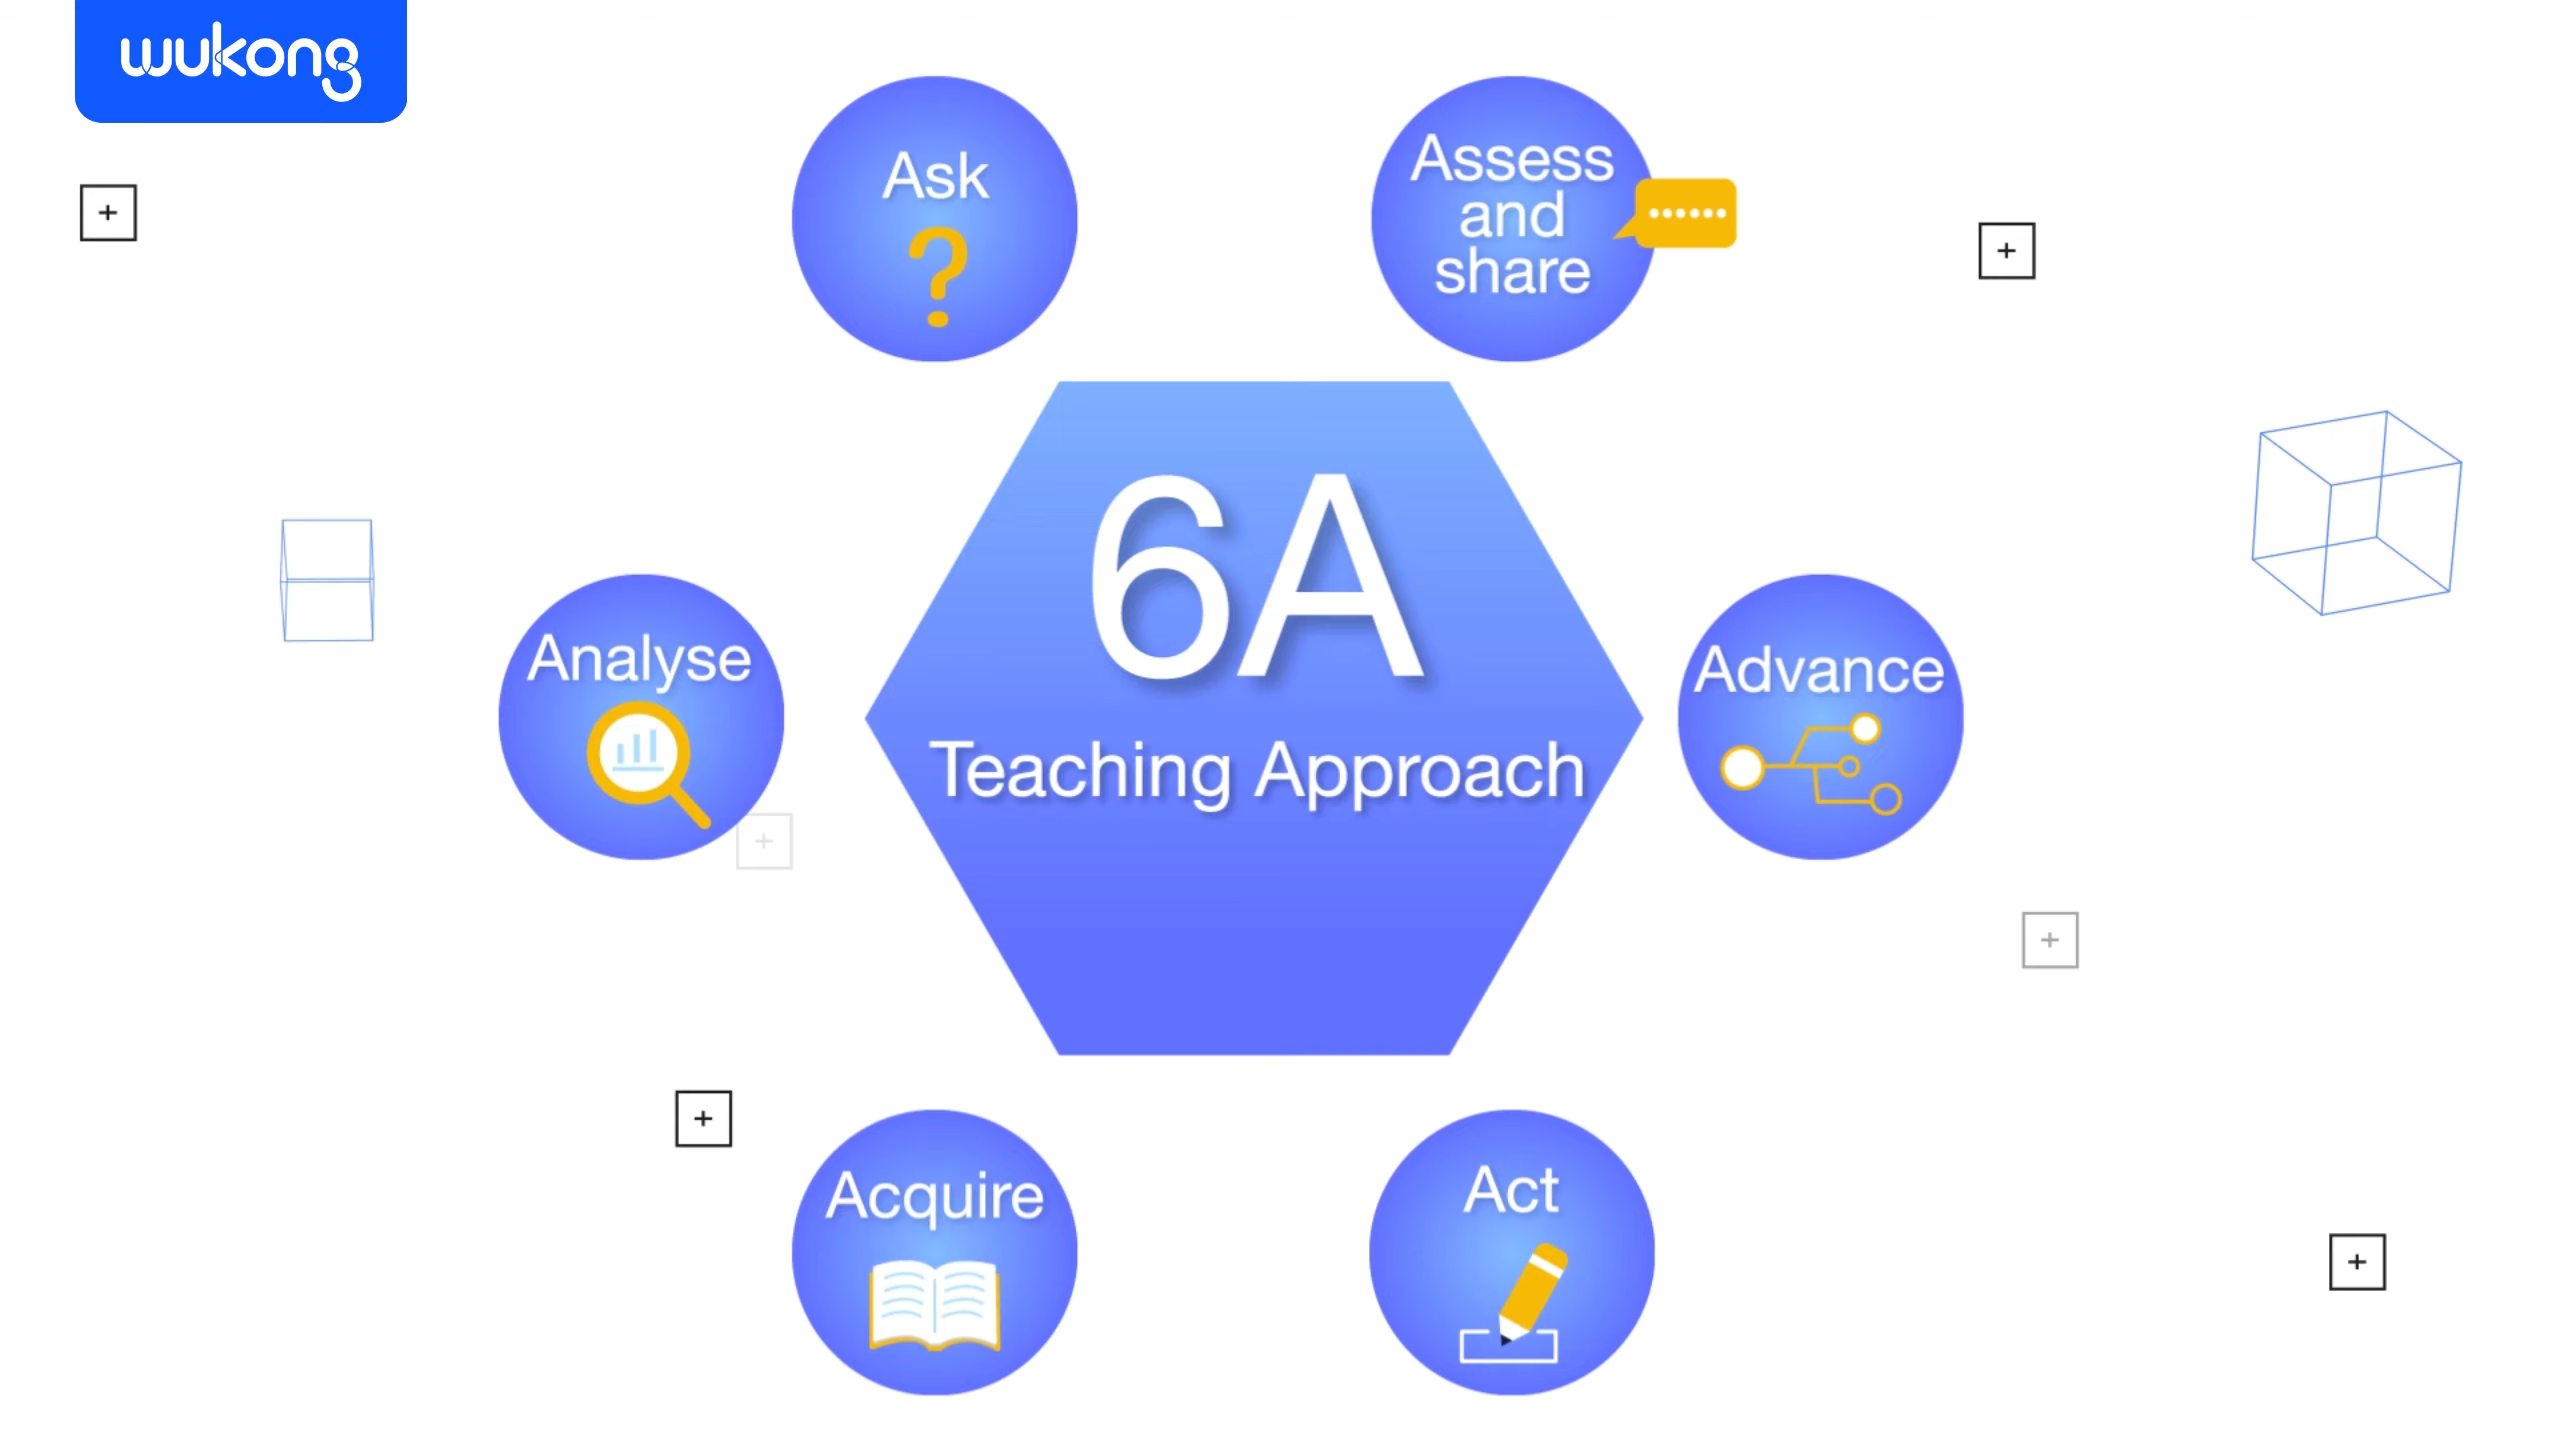 wukong
Ask
?
Assess
and
share
6A
Teaching Approach
Analyse
Advance
Acquire
Act